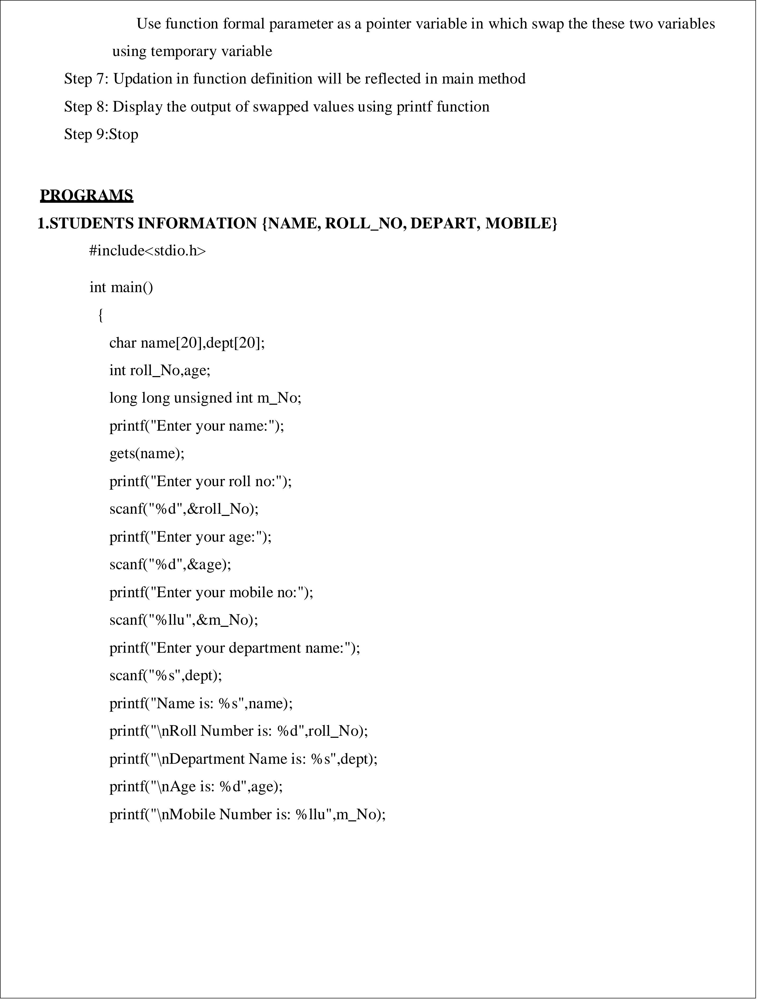 Use function formal parameter as a pointer variable in which swap the these two variables
using temporary variable
Step 7: Updation in function definition will be reflected in main method
Step 8: Display the output of swapped values using printf function
Step 9:Stop
PROGRAMS
1.STUDENTS INFORMATION {NAME, ROLL_NO, DEPART, MOBILE}
#include<stdio.h>
int main()
{
char name[20],dept[20];
int roll_No,age;
long long unsigned int m_No;
printf("Enter your name:");
gets(name);
printf("Enter your roll no:");
scanf("%d",&roll_No);
printf("Enter your age:");
scanf("%d",&age);
printf("Enter your mobile no:");
scanf("%llu",&m_No);
printf("Enter your department name:");
scanf("%s",dept);
printf("Name is: %s",name);
printf("\nRoll Number is: %d",roll_No);
printf("\nDepartment Name is: %s",dept);
printf("\nAge is: %d",age);
printf("\nMobile Number is: %llu",m_No);